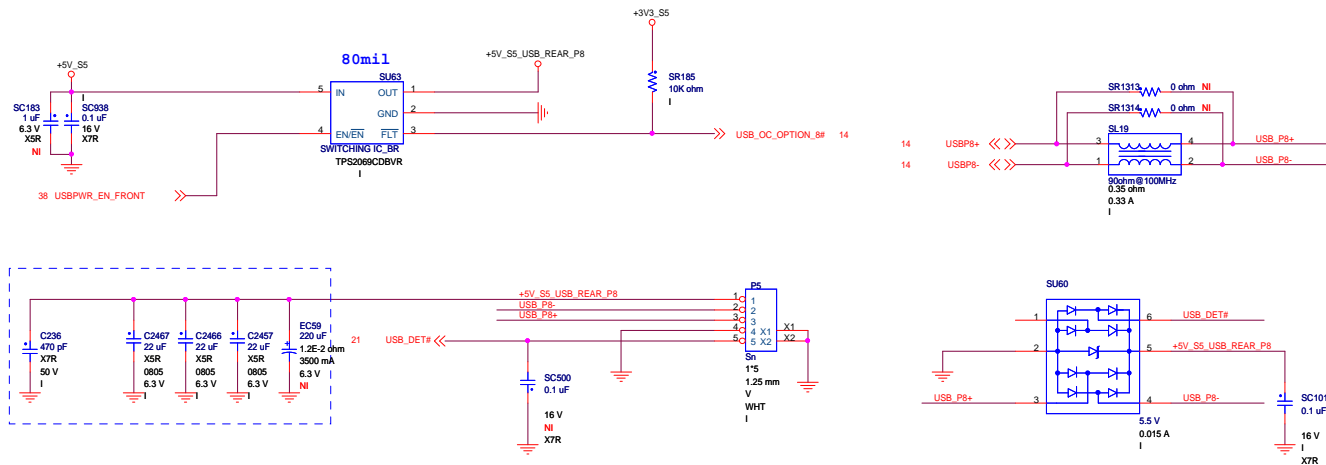 +3V3_S5
+5V_S5
80mil
+5V_S5_USB_REAR_P8
SU63
5 IN OUT 1
GND 2
4 EN/EN FLT 3
SWITCHING IC_BR
TPS2069CDBVR
I
SC183
1 uF
6.3 V
X5R
NI
I
SC938
0.1 uF
16 V
X7R
38 USBPWR_EN_FRONT
SR185
10K ohm
I
USB_OC_OPTION_8# 14
SR1313 0 ohm NI
SR1314 0 ohm NI
SL19
14 USBP8+ 3 4 USB_P8+
14 USBP8- 1 2 USB_P8-
90ohm@100MHz
0.35 ohm
0.33 A
I
C236
470 pF
X7R
50 V
I
C2467
22 uF
X5R
0805
6.3 V
I
C2466
22 uF
X5R
0805
6.3 V
I
C2457
22 uF
X5R
0805
6.3 V
I
EC59
220 uF
1.2E-2 ohm
3500 mA
6.3 V
NI
P5
+5V_S5_USB_REAR_P8 1 1
USB_P8- 2 2
USB_P8+ 3 3
4 4 X1 X1
21 USB_DET# 5 5 X2 X2
Sn
1*5
1.25 mm
V
WHT
I
SC500
0.1 uF
16 V
NI
X7R
SU60
1 6 USB_DET#
2 5 +5V_S5_USB_REAR_P8
USB_P8+ 3 4 USB_P8-
5.5 V
0.015 A
I
SC101
0.1 uF
16 V
I
X7R